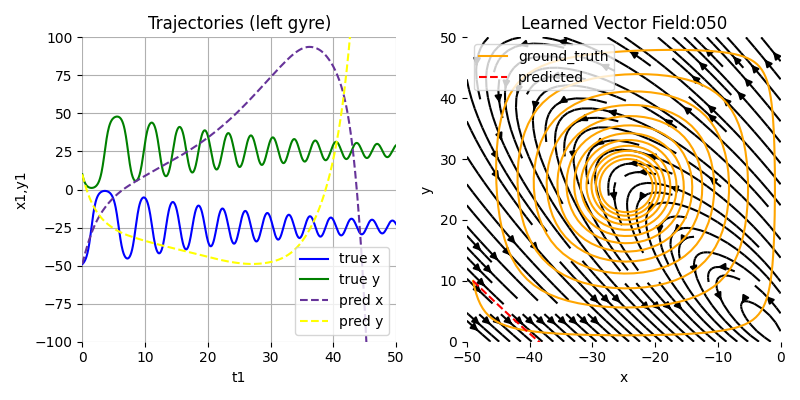 Trajectories (left gyre)
x1,y1
100
75
50
25
0
−25
−50
−75
−100
0
10
20
30
40
50
t1
true x
true y
pred x
pred y
Learned Vector Field:050
y
50
40
30
20
10
0
−50
−40
−30
−20
−10
0
x
ground_truth
predicted